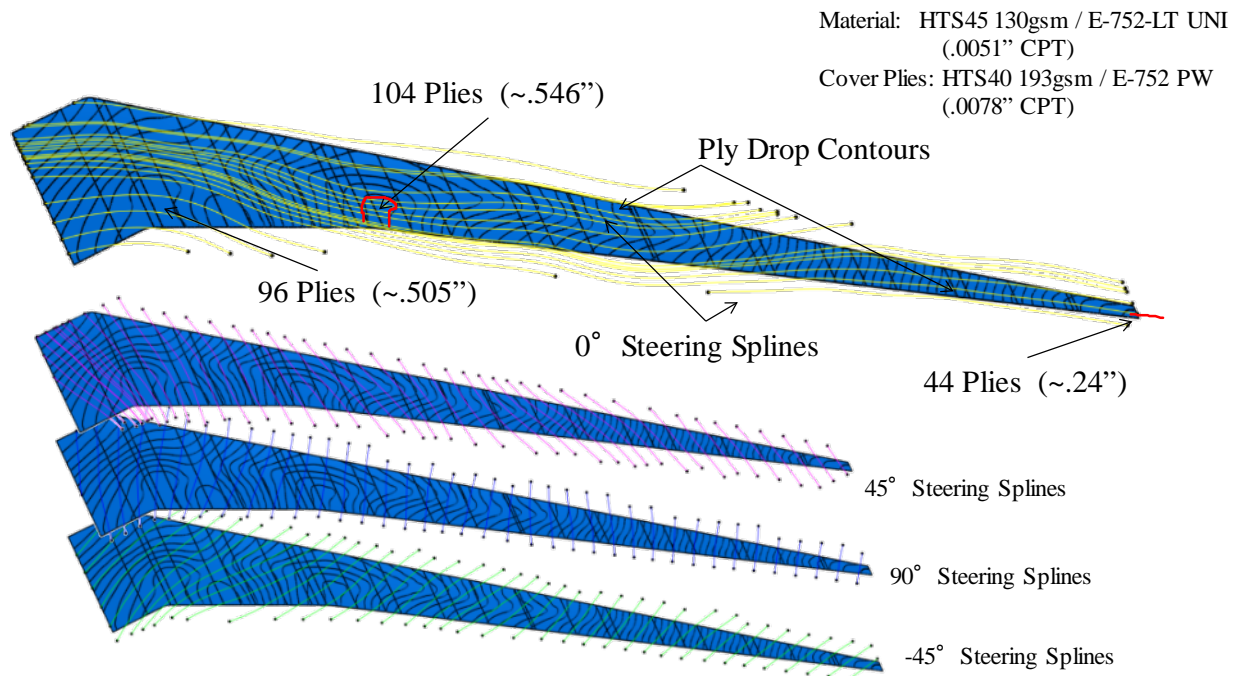 Material: HTS45 130gsm / E-752-LT UNI
(.0051” CPT)
Cover Plies: HTS40 193gsm / E-752 PW
(.0078” CPT)
104 Plies (~.546”)
Ply Drop Contours
96 Plies (~.505”)
0° Steering Splines
44 Plies (~.24”)
45° Steering Splines
90° Steering Splines
-45° Steering Splines